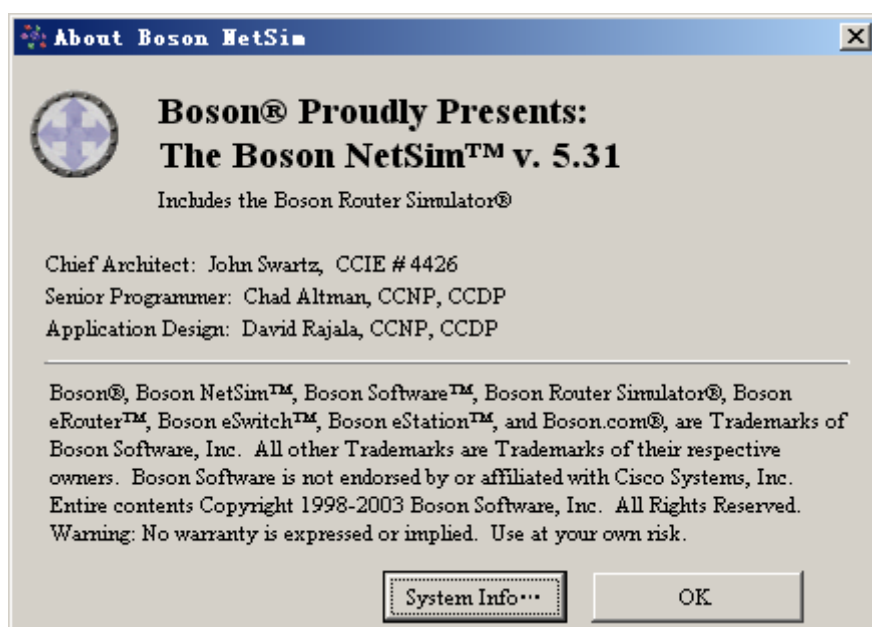 About Boson NetSim
Boson® Proudly Presents:
The Boson NetSim™ v. 5.31
Includes the Boson Router Simulator®
Chief Architect: John Swartz, CCIE # 4426
Senior Programmer: Chad Altman, CCNP, CCDP
Application Design: David Rajala, CCNP, CCDP
Boson®, Boson NetSim™, Boson Software™, Boson Router Simulator®, Boson
eRouter™, Boson eSwitch™, Boson eStation™, and Boson.com®, are Trademarks of
Boson Software, Inc. All other Trademarks are Trademarks of their respective
owners. Boson Software is not endorsed by or affiliated with Cisco Systems, Inc.
Entire contents Copyright 1998-2003 Boson Software, Inc. All Rights Reserved.
Warning: No warranty is expressed or implied. Use at your own risk.
System Info···
OK